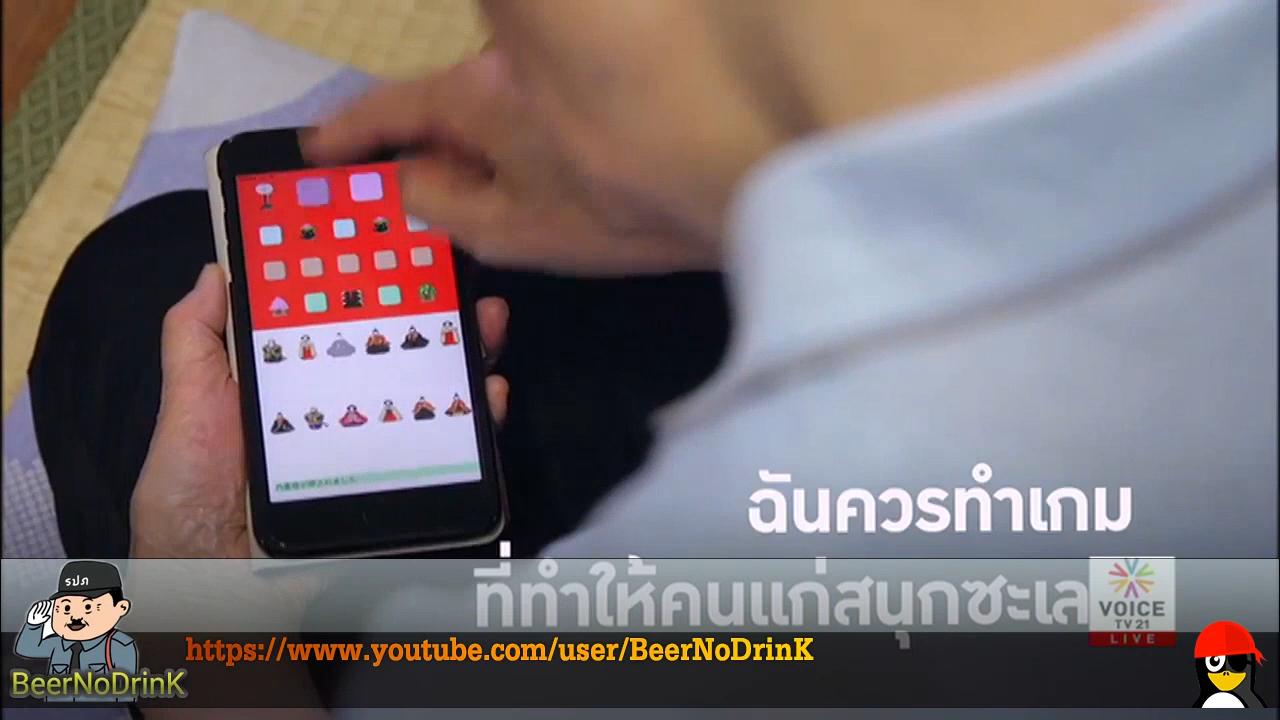 ฉันควรทำเกม
ที่ทำให้คนแก่สนุกซะเล
VOICE
TV 21
LIVE
รปภ
https://www.youtube.com/user/BeerNoDrinK
BeerNoDrinK